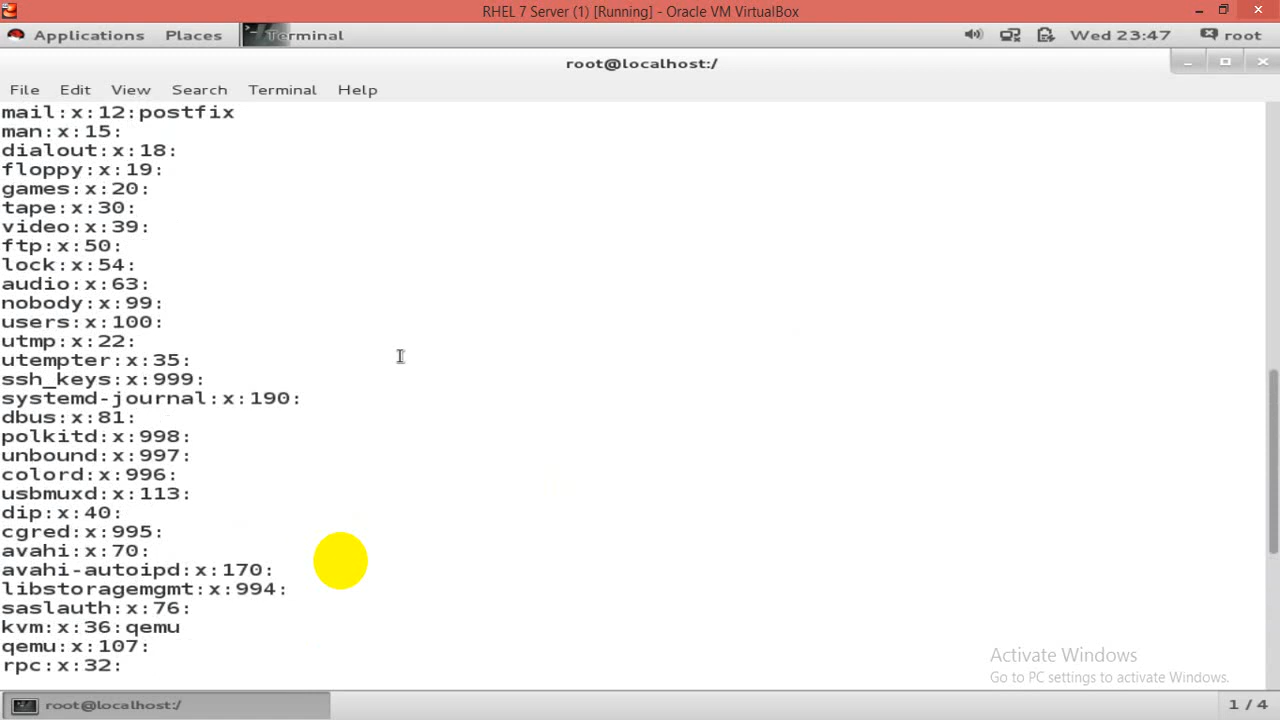 RHEL 7 Server (1) [Running] - Oracle VM VirtualBox
Applications Places Terminal Wed 23:47 root
root@localhost:/
File Edit View Search Terminal Help
mail:x:12:postfix
man:x:15:
dialout:x:18:
floppy:x:19:
games:x:20:
tape:x:30:
video:x:39:
ftp:x:50:
lock:x:54:
audio:x:63:
nobody:x:99:
users:x:100:
utmp:x:22:
utempter:x:35:
ssh_keys:x:999:
systemd-journal:x:190:
dbus:x:81:
polkitd:x:998:
unbound:x:997:
colord:x:996:
usbmuxd:x:113:
dip:x:40:
cgred:x:995:
avahi:x:70:
avahi-autoipd:x:170:
libstoragemgmt:x:994:
saslauth:x:76:
kvm:x:36:qemu
qemu:x:107:
rpc:x:32:
Activate Windows
Go to PC settings to activate Windows.
root@localhost:/ 1 / 4